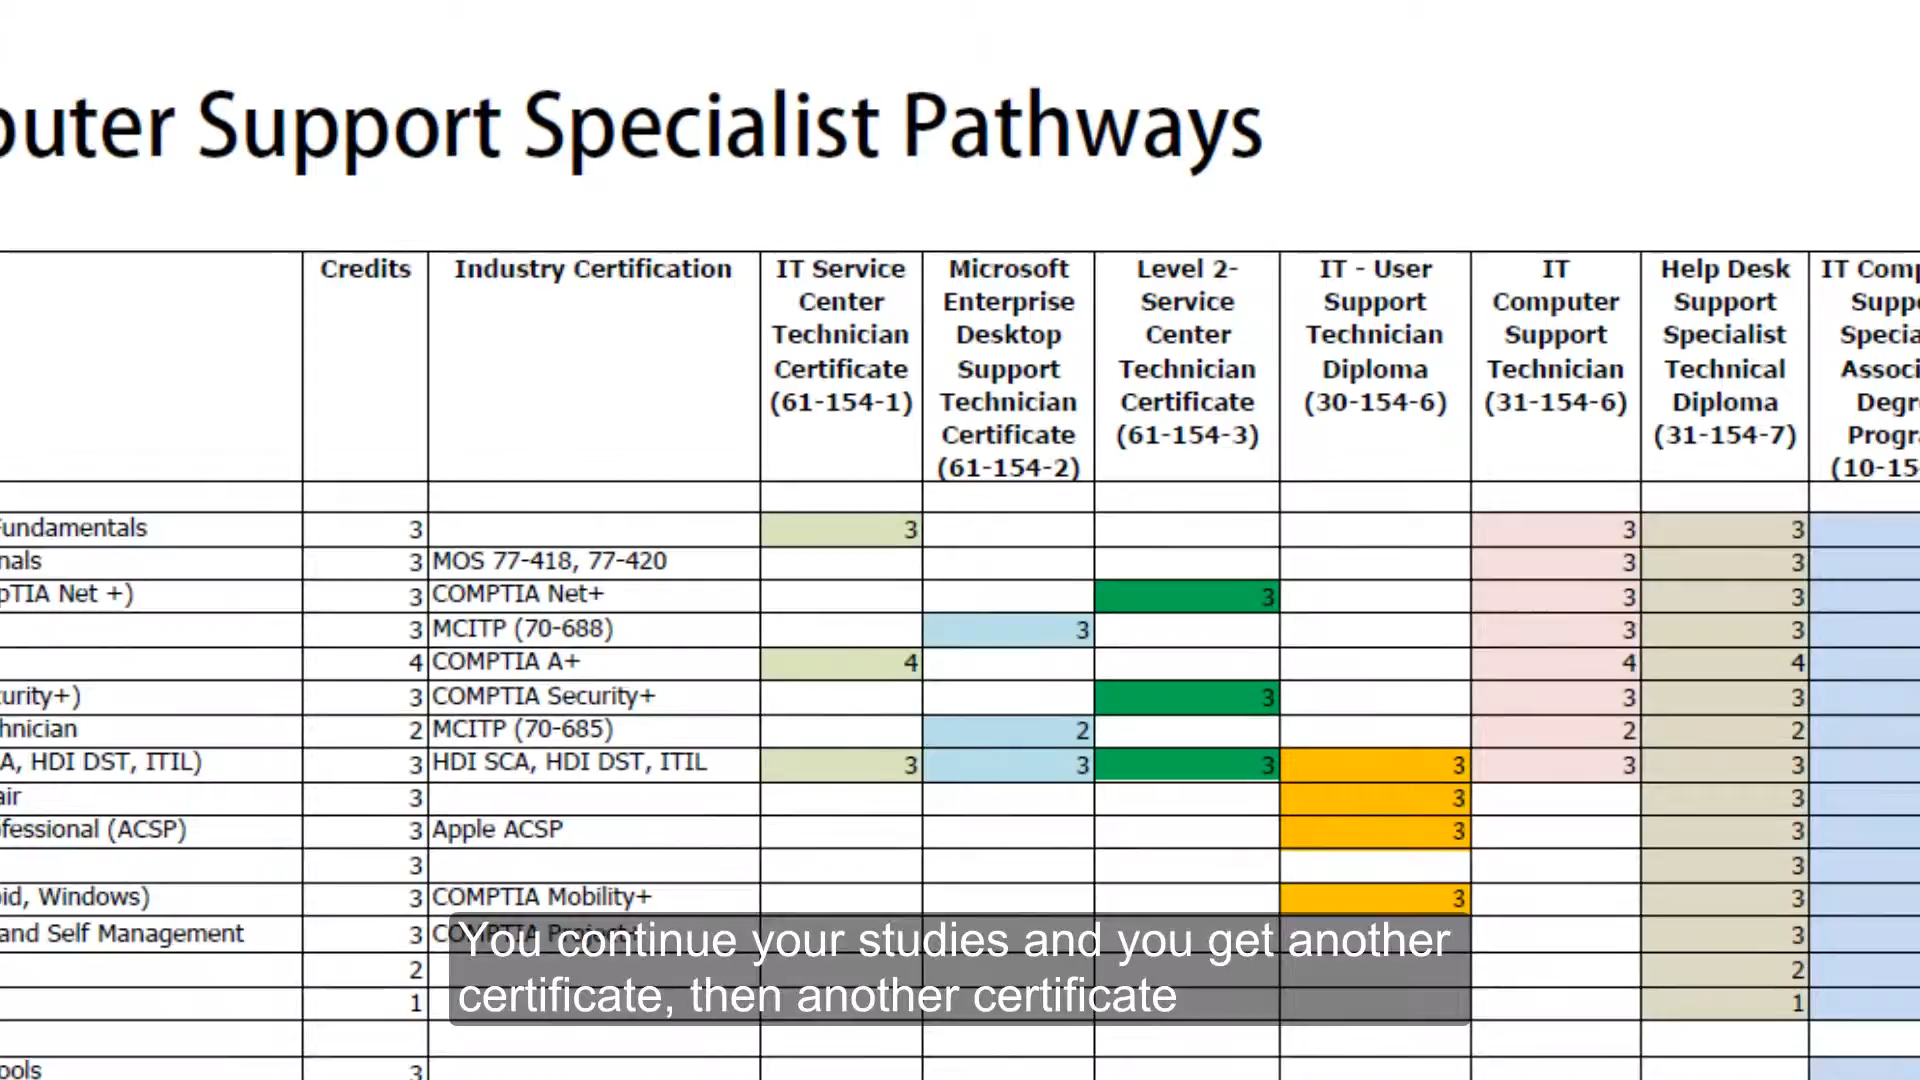 puter Support Specialist Pathways
Credits Industry Certification IT Service Center Technician Certificate (61-154-1) Microsoft Enterprise Desktop Support Technician Certificate (61-154-2) Level 2- Service Center Technician Certificate (61-154-3) IT - User Support Technician Diploma (30-154-6) IT Computer Support Technician (31-154-6) Help Desk Support Specialist Technical Diploma (31-154-7) IT Comp Suppo Specia Associ Degre Progr (10-15
Fundamentals 3 3 3 3
nals 3 MOS 77-418, 77-420 3 3
pTIA Net +) 3 COMPTIA Net+ 3 3 3
3 MCITP (70-688) 3 3 3
4 COMPTIA A+ 4 4 4
urity+) 3 COMPTIA Security+ 3 3 3
hnician 2 MCITP (70-685) 2 2 2
A, HDI DST, ITIL) 3 HDI SCA, HDI DST, ITIL 3 3 3 3 3 3
air 3 3 3
ofessional (ACSP) 3 Apple ACSP 3 3
3 3
oid, Windows) 3 COMPTIA Mobility+ 3 3
and Self Management 3 COMPTIA Project+ 3
2 2
1 1
ools 3
You continue your studies and you get another
certificate, then another certificate